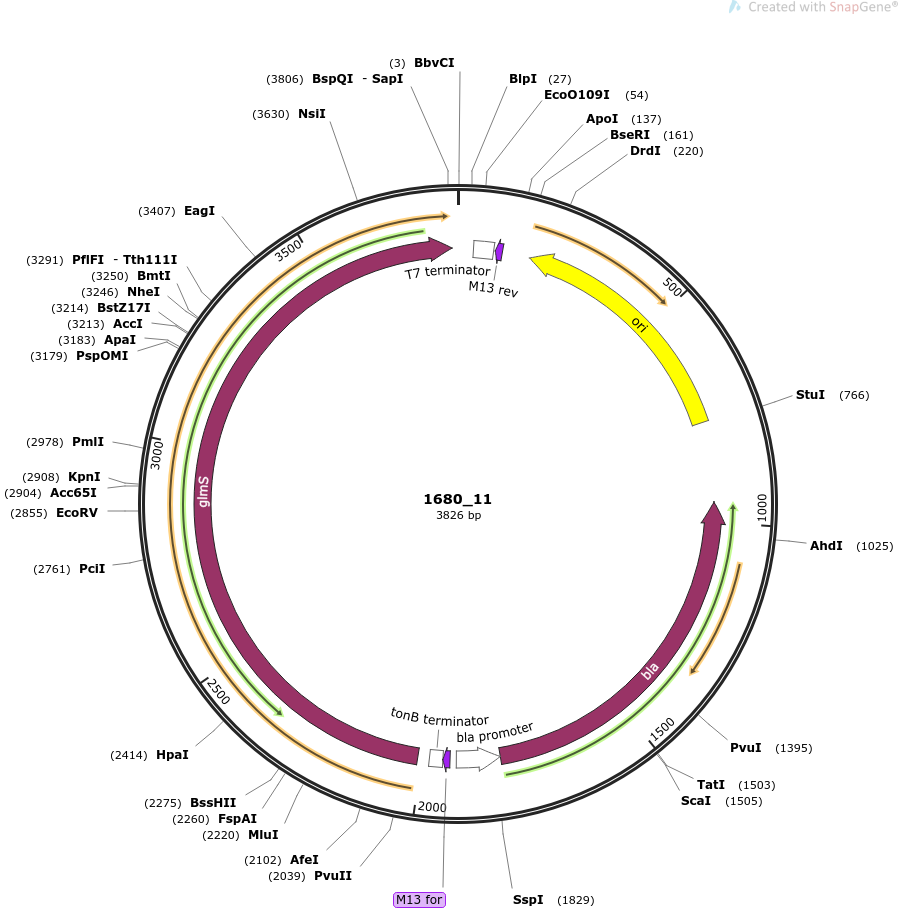 Created with SnapGene®
(3) BbvCI
(3806) BspQI - SapI
BlpI (27)
EcoO109I (54)
(3630) NsiI
ApoI (137)
BseRI (161)
DrdI (220)
(3407) EagI
3500
(3291) PflFI - Tth111I
(3250) BmtI
(3246) NheI
(3214) BstZ17I
(3213) AccI
(3183) ApaI
(3179) PspOMI
T7 terminator
M13 rev
500
ori
StuI (766)
(2978) PmlI
3000
(2908) KpnI
(2904) Acc65I
(2855) EcoRV
glmS
1680_11
3826 bp
1000
AhdI (1025)
(2761) PciI
bla
2500
tonB terminator
bla promoter
1500
(2414) HpaI
PvuI (1395)
TatI (1503)
ScaI (1505)
(2275) BssHII
(2260) FspAI
(2220) MluI
2000
(2102) AfeI
(2039) PvuII
M13 for
SspI (1829)